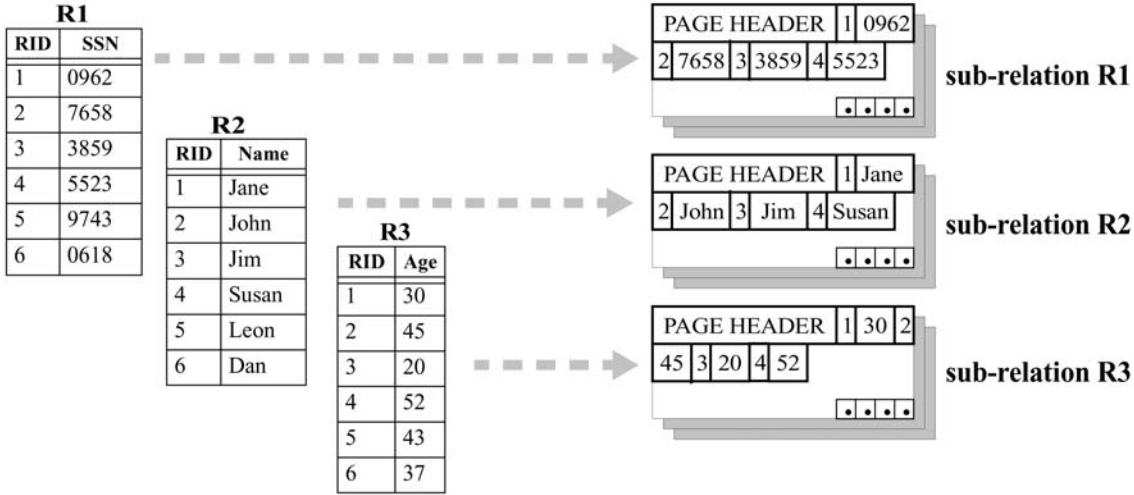 R1
RID SSN
1 0962
2 7658
3 3859
4 5523
5 9743
6 0618
R2
RID Name
1 Jane
2 John
3 Jim
4 Susan
5 Leon
6 Dan
R3
RID Age
1 30
2 45
3 20
4 52
5 43
6 37
PAGE HEADER 1 0962
2 7658 3 3859 4 5523
sub-relation R1
PAGE HEADER 1 Jane
2 John 3 Jim 4 Susan
sub-relation R2
PAGE HEADER 1 30 2
45 3 20 4 52
sub-relation R3